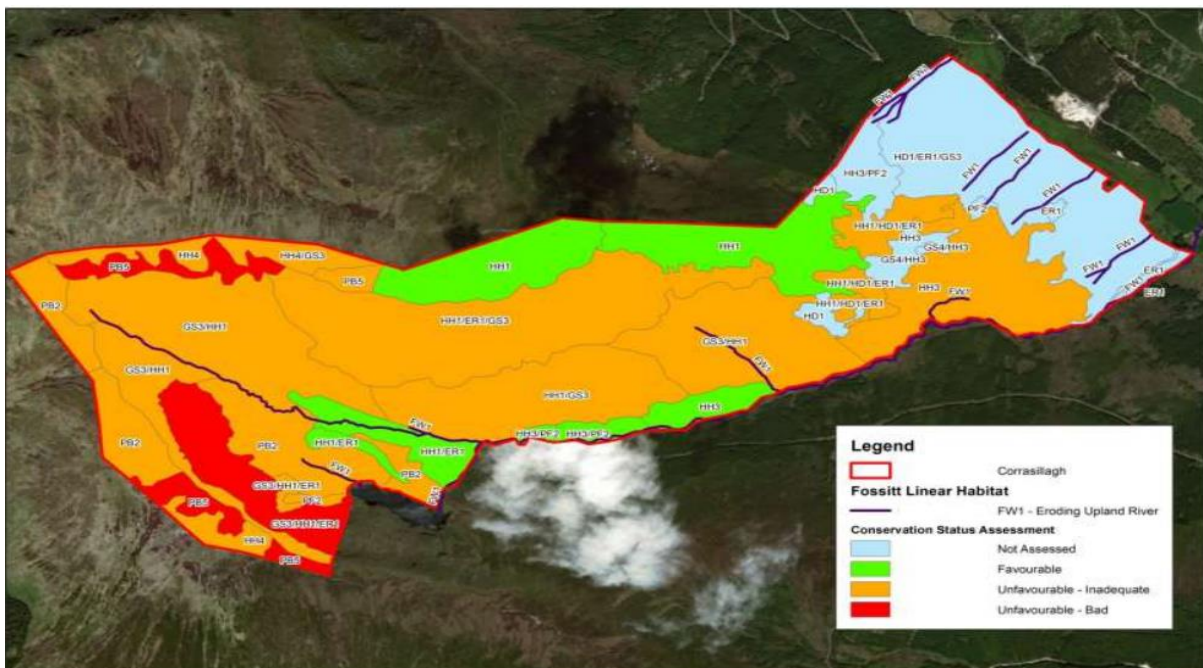 FW1
FW1
HD1/ER1/GS3
HH3/PF2
FW1
FW1
FW1
HD1
PF2
ER1
HH1/HD1/ER1
HH3
GS4/HH3
GS4/HH3
FW1
FW1
ER1
FW1
ER1
HH1
HH1
HH4
HH4/GS3
PB5
PB5
PB2
HH1/HD1/ER1
HH3
FW1
HH1/HD1/ER1
HD1
GS3/HH1
HH1/ER1/GS3
GS3/HH1
FW1
GS3/HH1
HH1/GS3
HH3
FW1
HH3/PF2
HH3/PF2
PB2
PB2
HH1/ER1
HH1/ER1
PB2
FW1
GS3/HH1/ER1
PF2
FW1
PB5
GS3/HH1/ER1
HH4
PB5
Legend
Corrasillagh
Fossitt Linear Habitat
FW1 - Eroding Upland River
Conservation Status Assessment
Not Assessed
Favourable
Unfavourable - Inadequate
Unfavourable - Bad